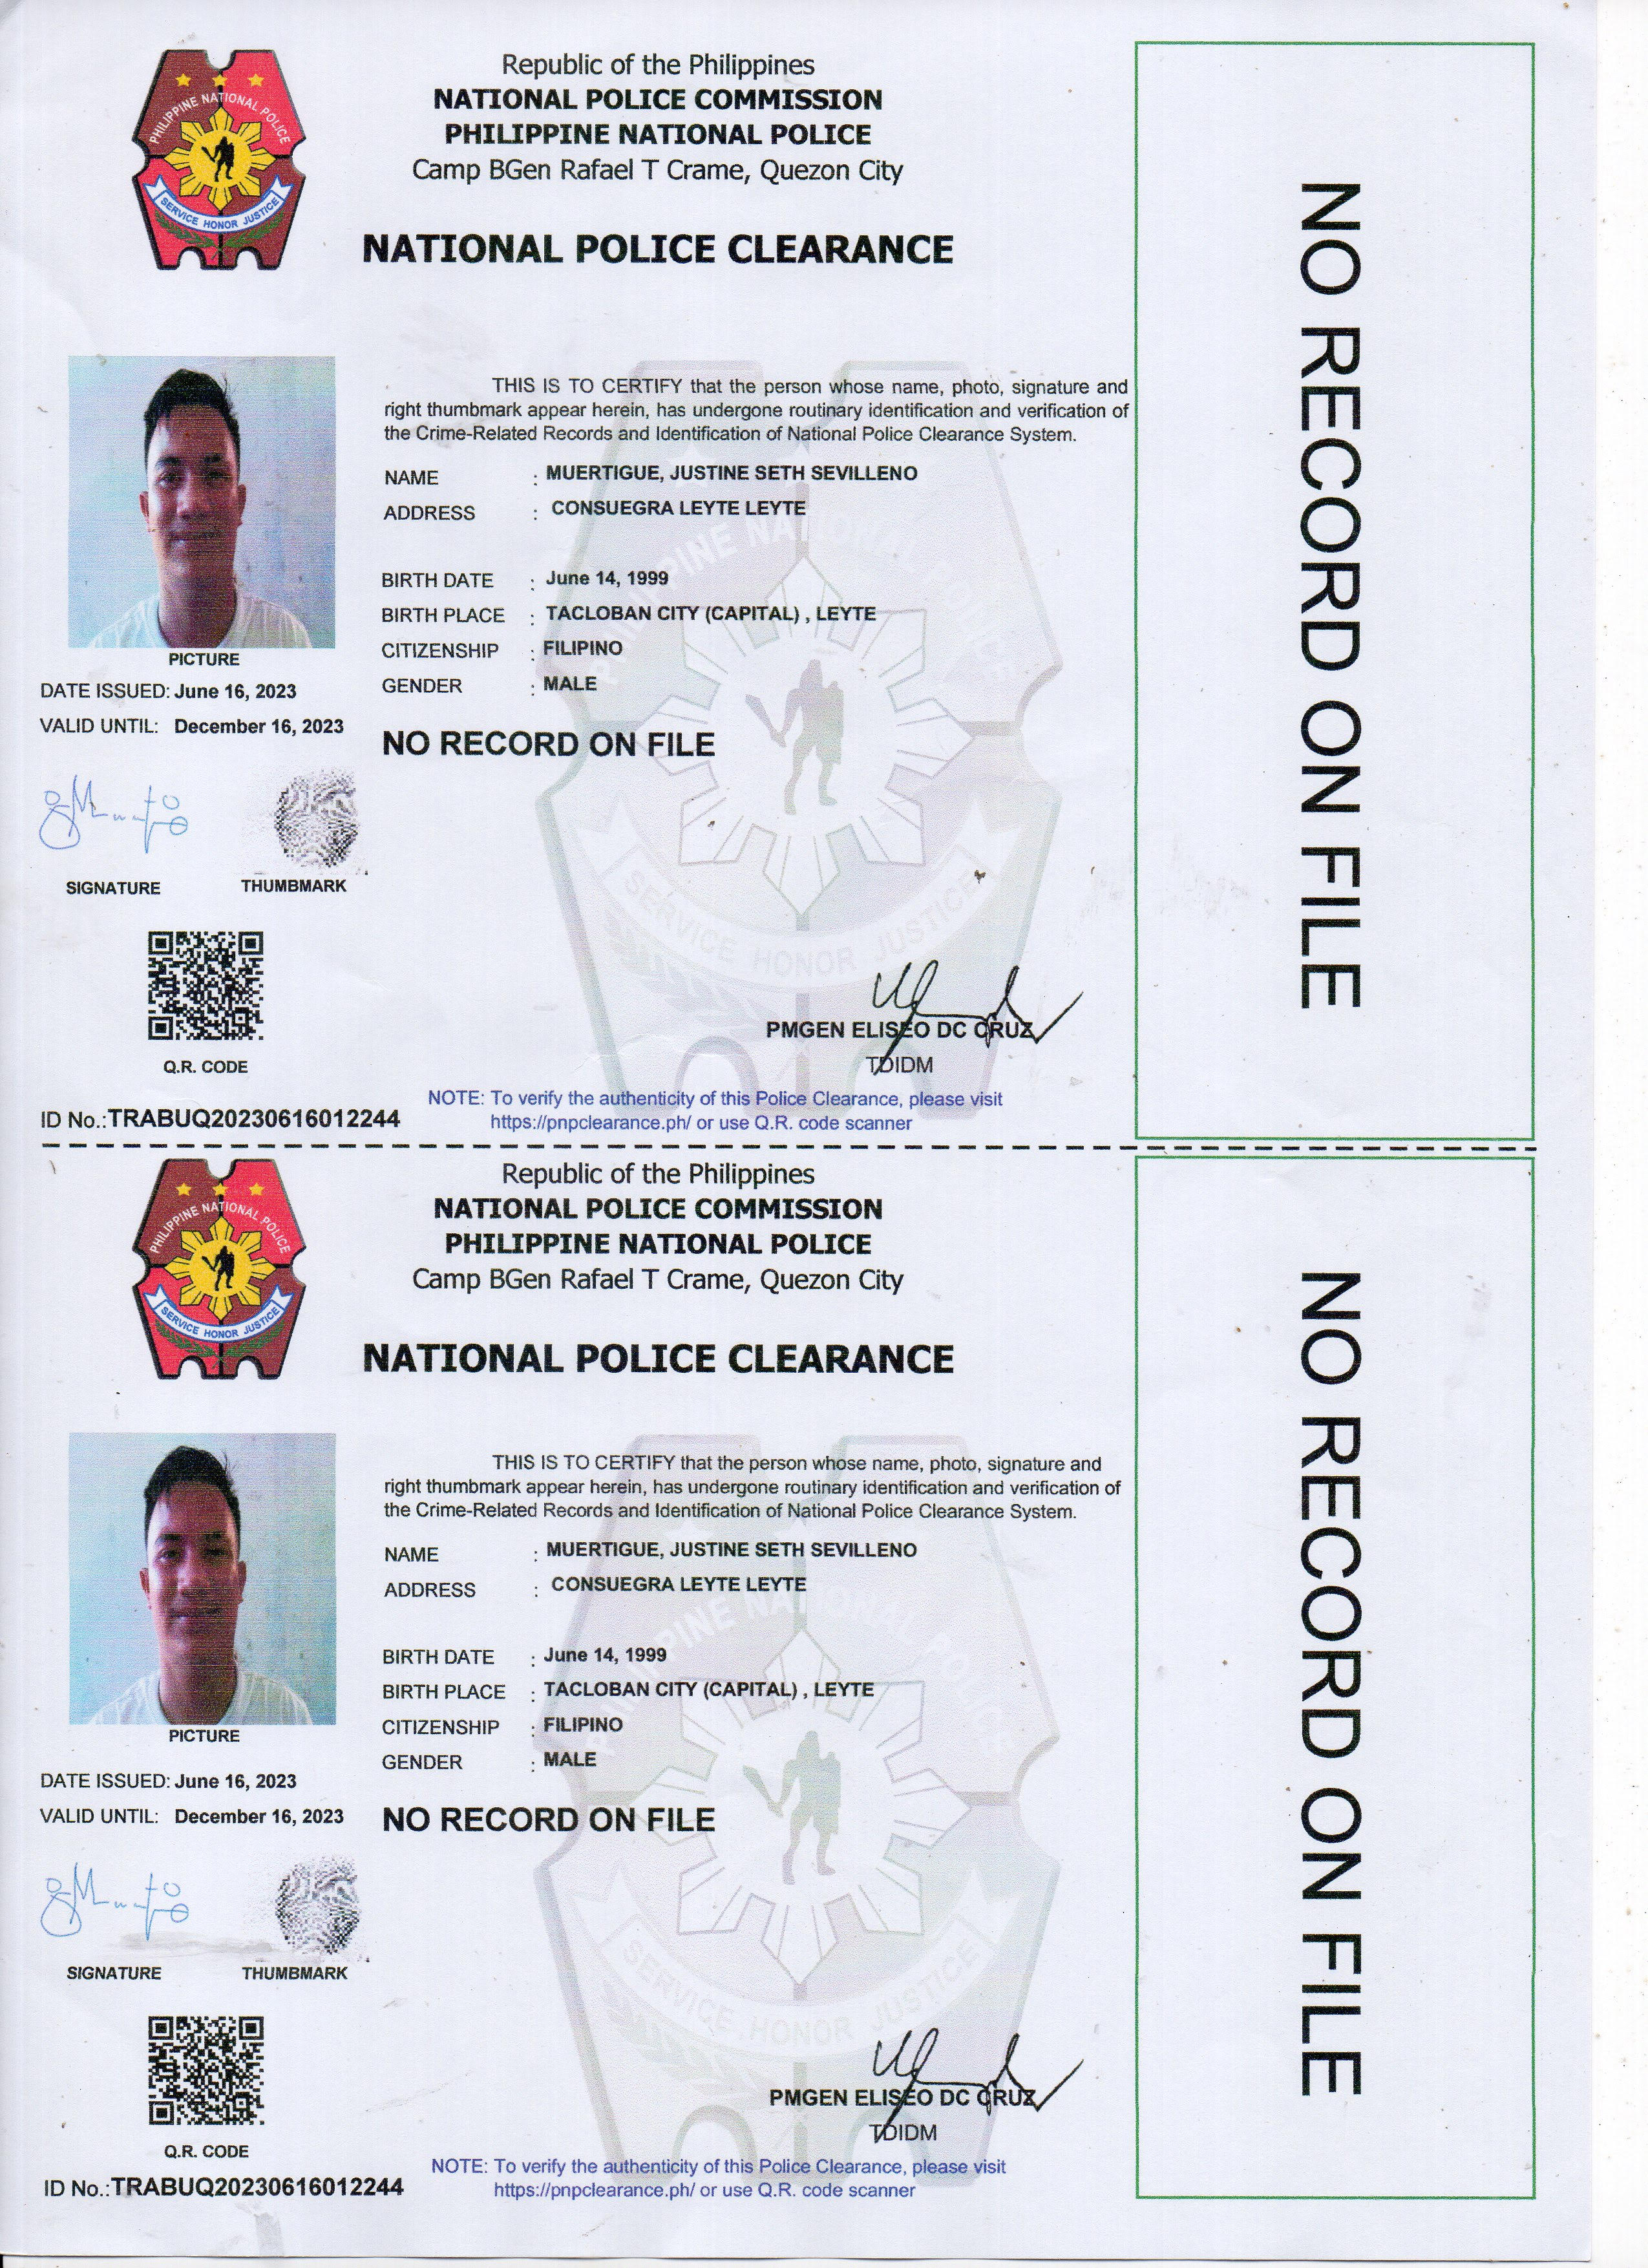 Republic of the Philippines
NATIONAL POLICE COMMISSION
PHILIPPINE NATIONAL POLICE
Camp BGen Rafael T Crame, Quezon City
NATIONAL POLICE CLEARANCE
PHILIPPINE NATIONAL POLICE
SERVICE HONOR JUSTICE
THIS IS TO CERTIFY that the person whose name, photo, signature and
right thumbmark appear herein, has undergone routinary identification and verification of
the Crime-Related Records and Identification of National Police Clearance System.
NAME : MUERTIGUE, JUSTINE SETH SEVILLENO
ADDRESS : CONSUEGRA LEYTE LEYTE
BIRTH DATE : June 14, 1999
BIRTH PLACE : TACLOBAN CITY (CAPITAL) , LEYTE
CITIZENSHIP : FILIPINO
GENDER : MALE
NO RECORD ON FILE
PICTURE
DATE ISSUED: June 16, 2023
VALID UNTIL: December 16, 2023
SIGNATURE THUMBMARK
Q.R. CODE
ID No.:TRABUQ20230616012244
SERVICE HONOR JUSTICE
PMGEN ELISEO DC CRUZ
TDIDM
NOTE: To verify the authenticity of this Police Clearance, please visit
https://pnpclearance.ph/ or use Q.R. code scanner
NO RECORD ON FILE
Republic of the Philippines
NATIONAL POLICE COMMISSION
PHILIPPINE NATIONAL POLICE
Camp BGen Rafael T Crame, Quezon City
NATIONAL POLICE CLEARANCE
PHILIPPINE NATIONAL POLICE
SERVICE HONOR JUSTICE
THIS IS TO CERTIFY that the person whose name, photo, signature and
right thumbmark appear herein, has undergone routinary identification and verification of
the Crime-Related Records and Identification of National Police Clearance System.
NAME : MUERTIGUE, JUSTINE SETH SEVILLENO
ADDRESS : CONSUEGRA LEYTE LEYTE
BIRTH DATE : June 14, 1999
BIRTH PLACE : TACLOBAN CITY (CAPITAL) , LEYTE
CITIZENSHIP : FILIPINO
GENDER : MALE
NO RECORD ON FILE
PICTURE
DATE ISSUED: June 16, 2023
VALID UNTIL: December 16, 2023
SIGNATURE THUMBMARK
Q.R. CODE
ID No.:TRABUQ20230616012244
SERVICE HONOR JUSTICE
PMGEN ELISEO DC CRUZ
TDIDM
NOTE: To verify the authenticity of this Police Clearance, please visit
https://pnpclearance.ph/ or use Q.R. code scanner
NO RECORD ON FILE